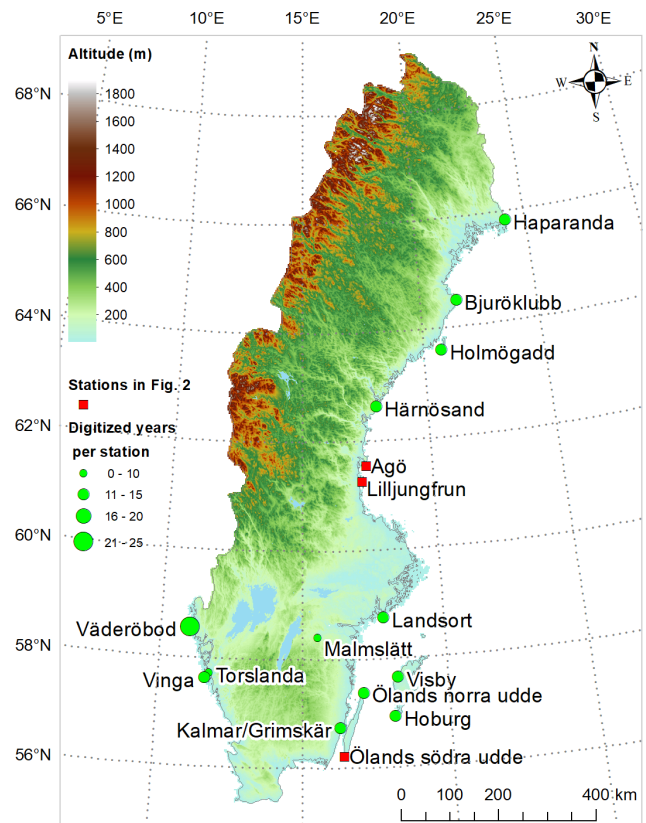 5°E 10°E 15°E 20°E 25°E 30°E
Altitude (m)
1800
1600
1400
1200
1000
800
600
400
200
N
W E
S
68°N
66°N
64°N
62°N
60°N
58°N
56°N
Stations in Fig. 2
Digitized years
per station
0 - 10
11 - 15
16 - 20
21 - 25
Haparanda
Bjuröklubb
Holmögadd
Härnösand
Agö
Lilljungfrun
Landsort
Väderöbod
Malmslätt
Torslanda
Vinga
Visby
Ölands norra udde
Hoburg
Kalmar/Grimskär
Ölands södra udde
0 100 200 400 km